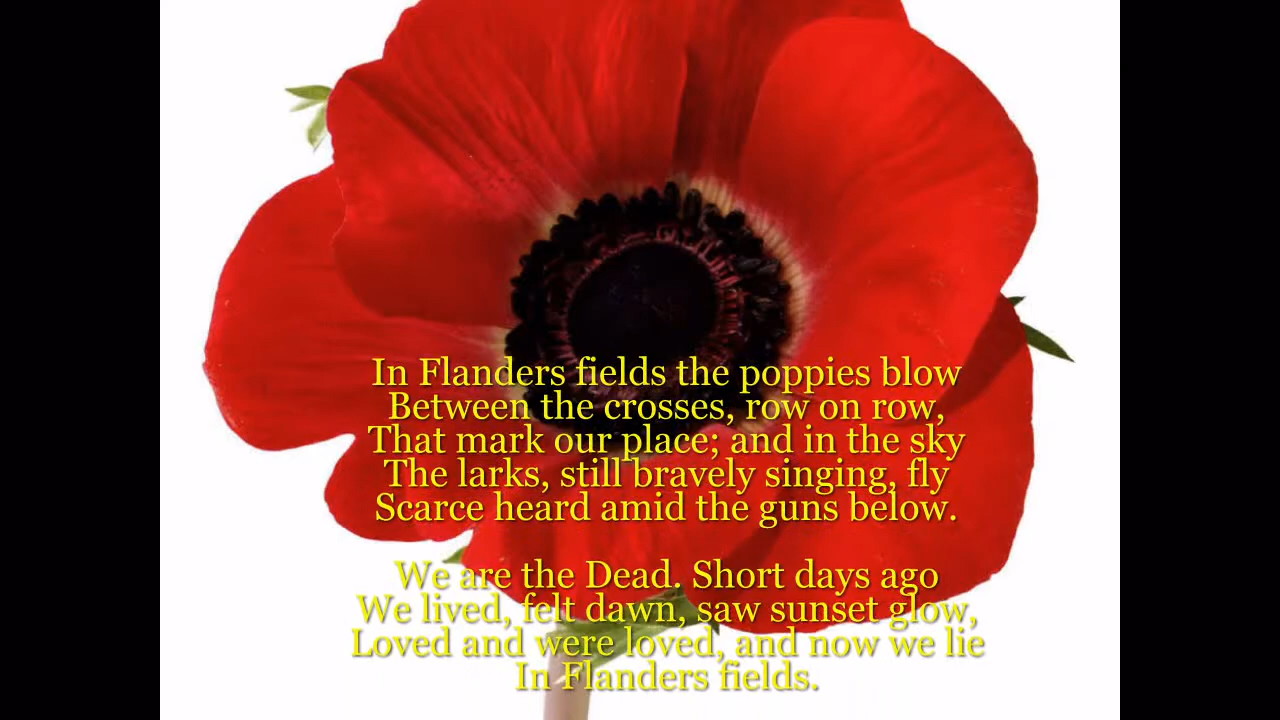 In Flanders fields the poppies blow
Between the crosses, row on row,
That mark our place; and in the sky
The larks, still bravely singing, fly
Scarce heard amid the guns below.
We are the Dead. Short days ago
We lived, felt dawn, saw sunset glow,
Loved and were loved, and now we lie
In Flanders fields.